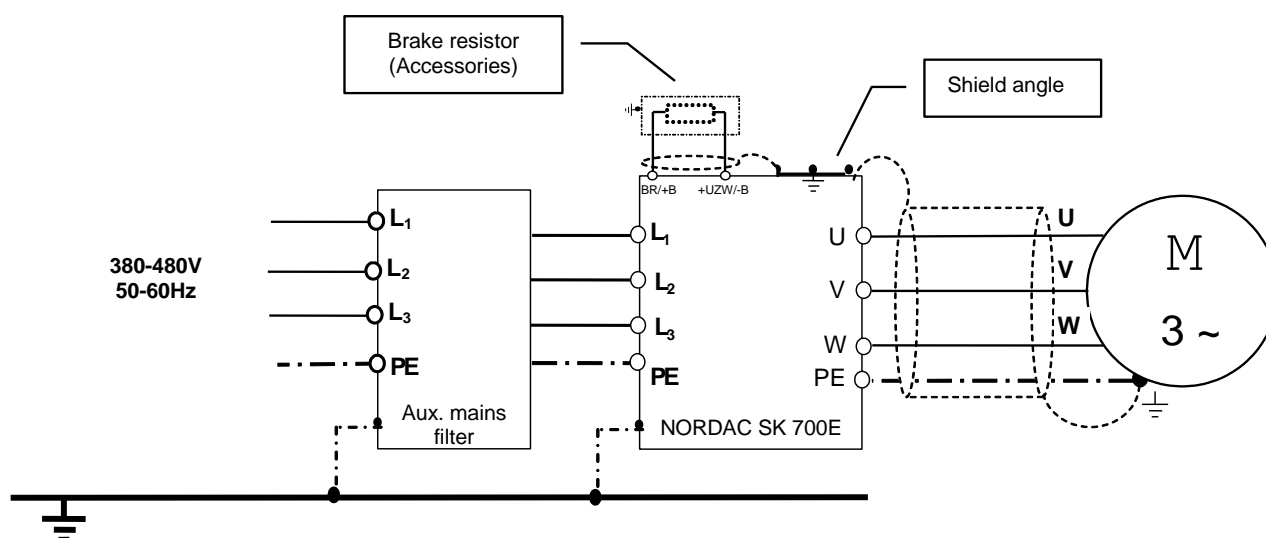 Brake resistor
(Accessories)
Shield angle
BR/+B
+UZW/-B
380-480V
50-60Hz
L1
L2
L3
PE
Aux. mains
filter
L1
L2
L3
PE
U
V
W
PE
NORDAC SK 700E
U
V
W
M
3 ~